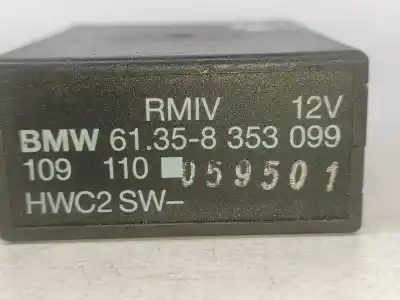 RMIV 12V
BMW 61.35-8 353 099
109 110 059501
HWC2 SW-